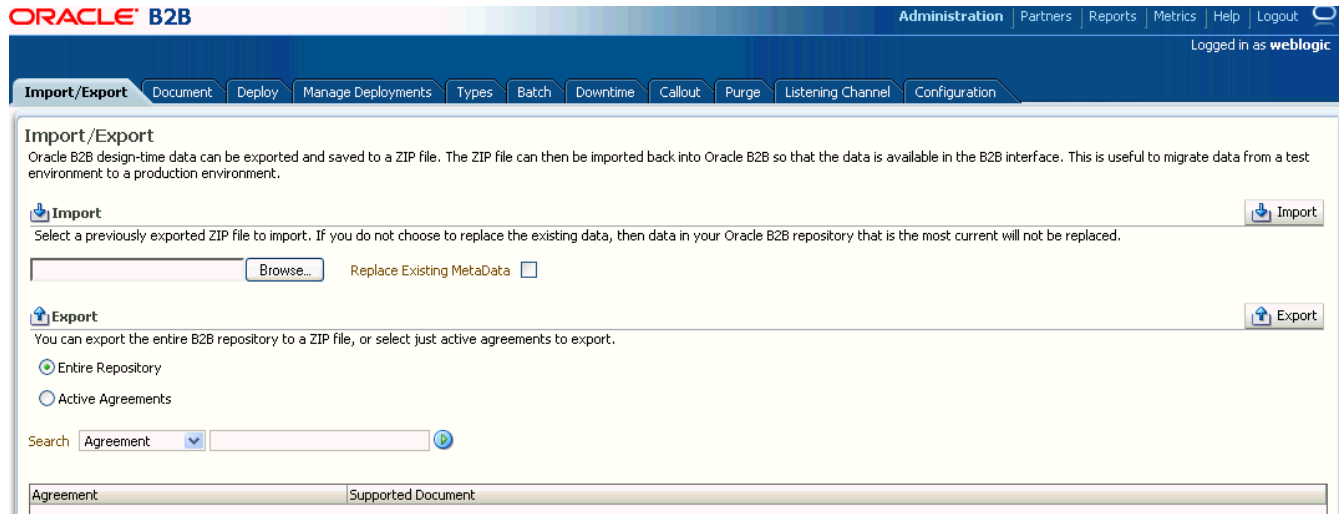 ORACLE B2B
Administration | Partners | Reports | Metrics | Help | Logout
Logged in as weblogic
Import/Export Document Deploy Manage Deployments Types Batch Downtime Callout Purge Listening Channel Configuration
Import/Export
Oracle B2B design-time data can be exported and saved to a ZIP file. The ZIP file can then be imported back into Oracle B2B so that the data is available in the B2B interface. This is useful to migrate data from a test
environment to a production environment.
Import Import
Select a previously exported ZIP file to import. If you do not choose to replace the existing data, then data in your Oracle B2B repository that is the most current will not be replaced.
Browse... Replace Existing MetaData
Export Export
You can export the entire B2B repository to a ZIP file, or select just active agreements to export.
Entire Repository
Active Agreements
Search Agreement
Agreement Supported Document